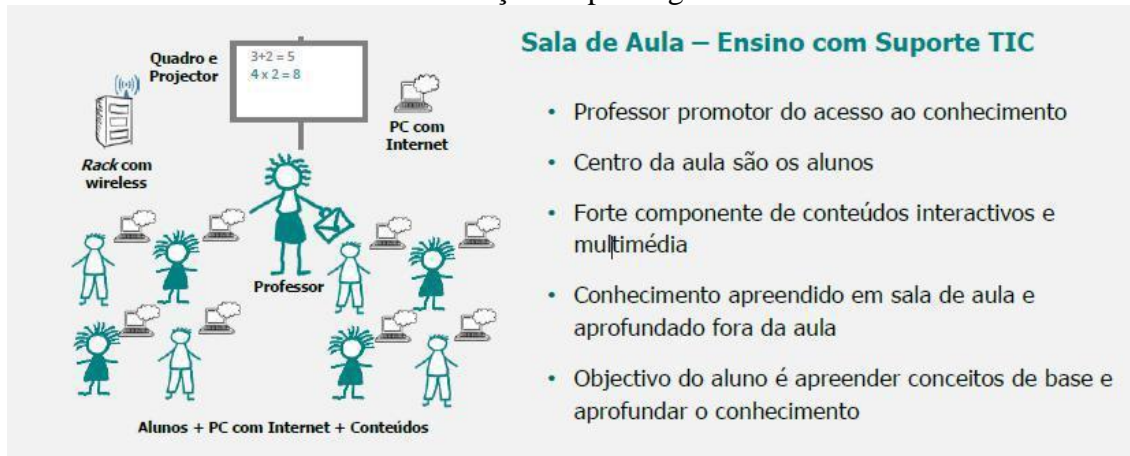 Sala de Aula – Ensino com Suporte TIC
Quadro e
Projector
3+2 = 5
4 x 2 = 8
PC com
Internet
Rack com
wireless
Professor
Alunos + PC com Internet + Conteúdos
• Professor promotor do acesso ao conhecimento
• Centro da aula são os alunos
• Forte componente de conteúdos interactivos e
multimédia
• Conhecimento apreendido em sala de aula e
aprofundado fora da aula
• Objectivo do aluno é apreender conceitos de base e
aprofundar o conhecimento